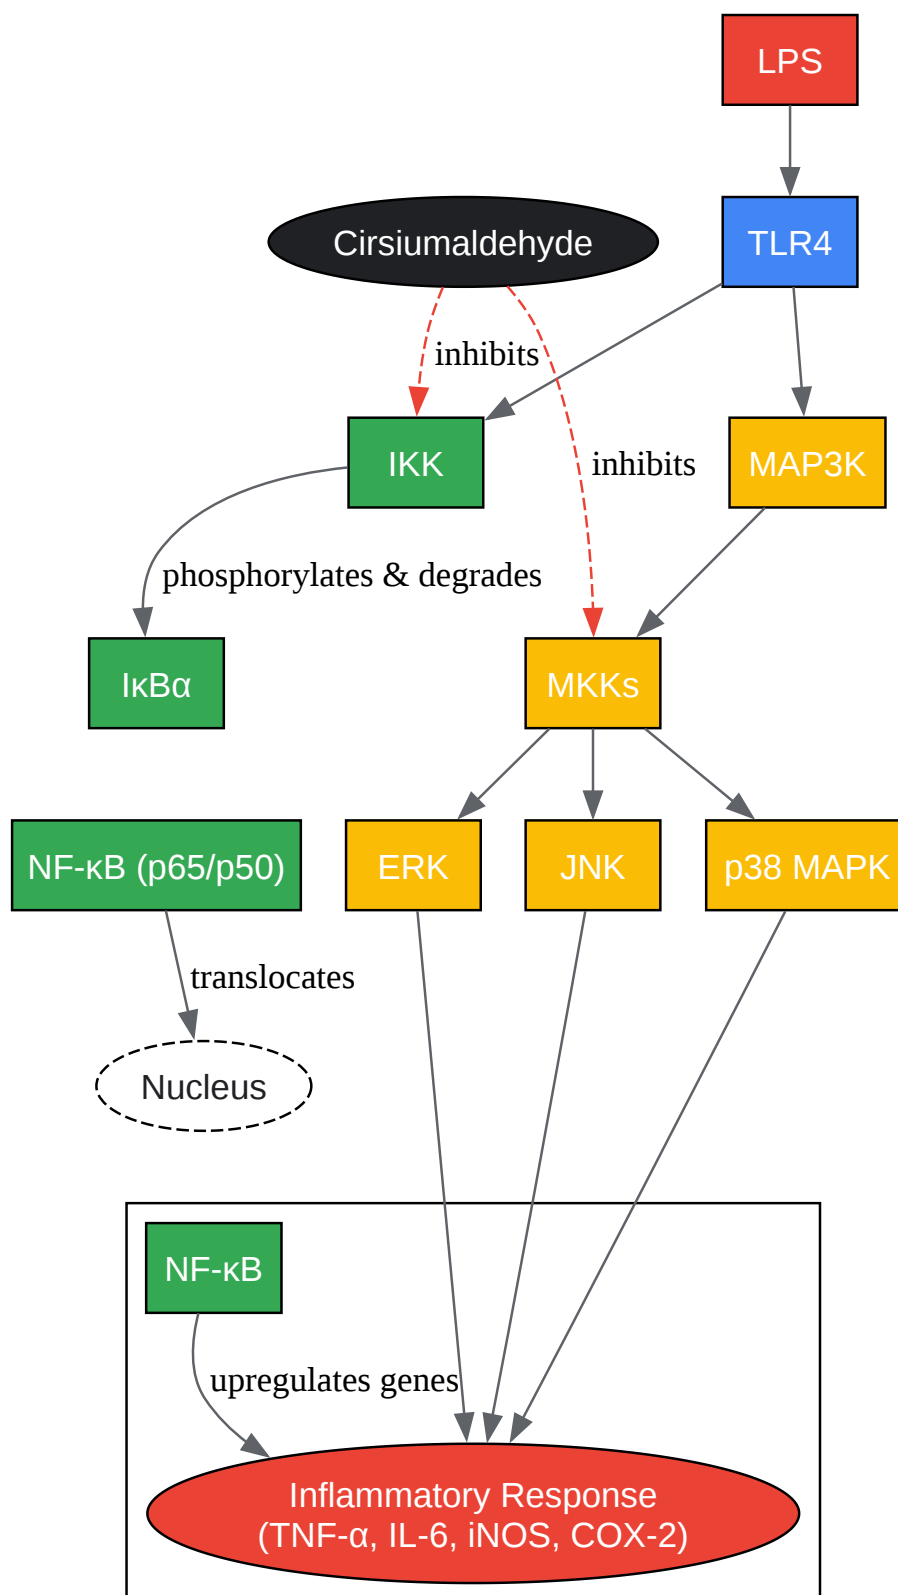 LPS
Cirsiumaldehyde
TLR4
inhibits
IKK
inhibits
MAP3K
phosphorylates & degrades
IκBα
MKKs
NF-κB (p65/p50)
ERK
JNK
p38 MAPK
translocates
Nucleus
NF-κB
upregulates genes
Inflammatory Response
(TNF-α, IL-6, iNOS, COX-2)